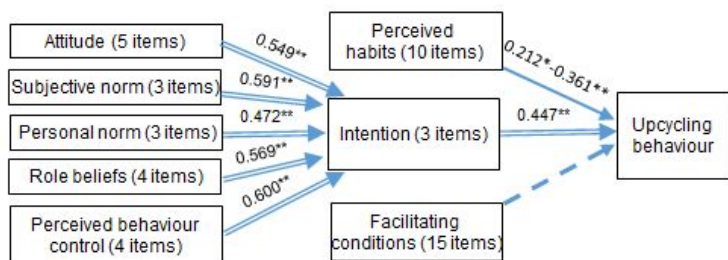 Attitude (5 items)
0.549**
Subjective norm (3 items)
0.591**
Personal norm (3 items)
0.472**
Role beliefs (4 items)
0.569**
Perceived behaviour
control (4 items)
0.600**
Perceived
habits (10 items)
0.212*-0.361**
Intention (3 items)
0.447**
Facilitating
conditions (15 items)
Upcycling
behaviour